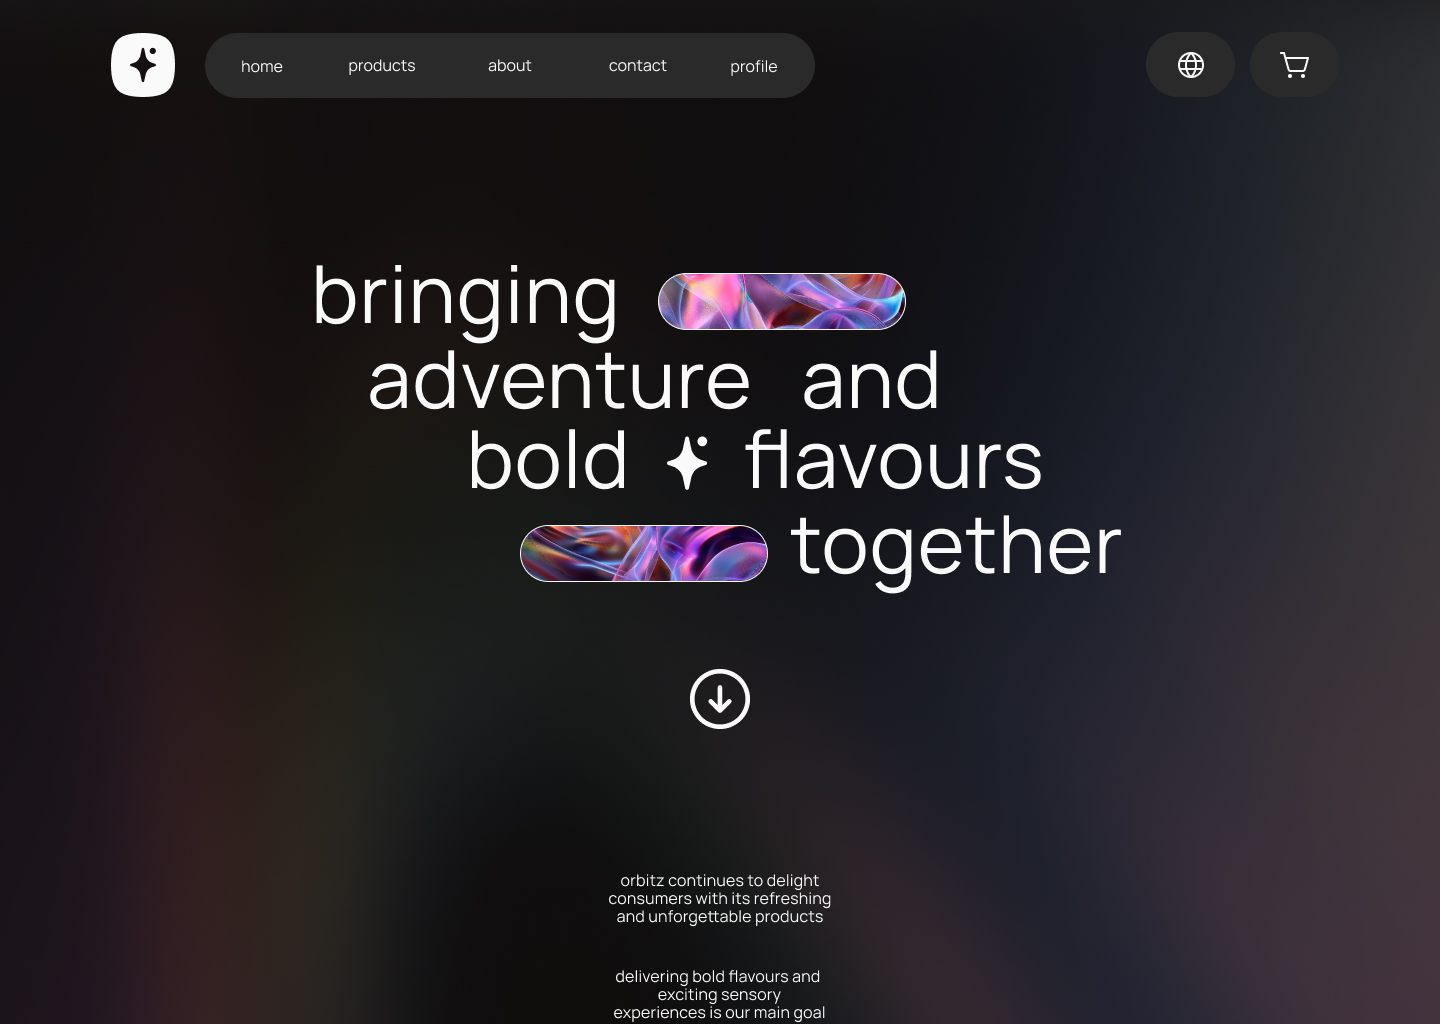 home products about contact profile
bringing
adventure and
bold flavours
together
orbitz continues to delight
consumers with its refreshing
and unforgettable products
delivering bold flavours and
exciting sensory
experiences is our main goal